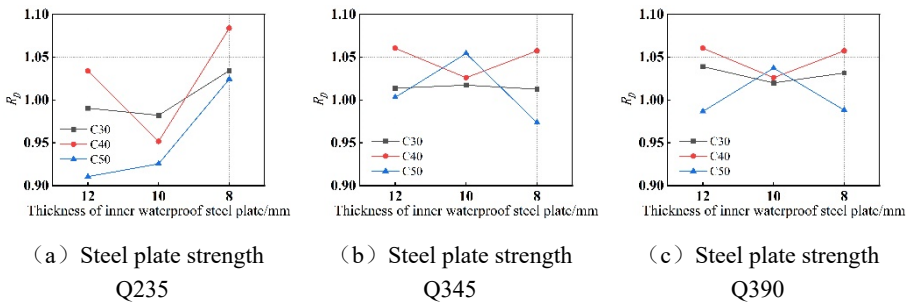 1.10
1.05
1.00
0.95
0.90
R_p
C30
C40
C50
12 10 8
Thickness of inner waterproof steel plate/mm
（a）Steel plate strength
Q235
1.10
1.05
1.00
0.95
0.90
R_p
C30
C40
C50
12 10 8
Thickness of inner waterproof steel plate/mm
（b）Steel plate strength
Q345
1.10
1.05
1.00
0.95
0.90
R_p
C30
C40
C50
12 10 8
Thickness of inner waterproof steel plate/mm
（c）Steel plate strength
Q390